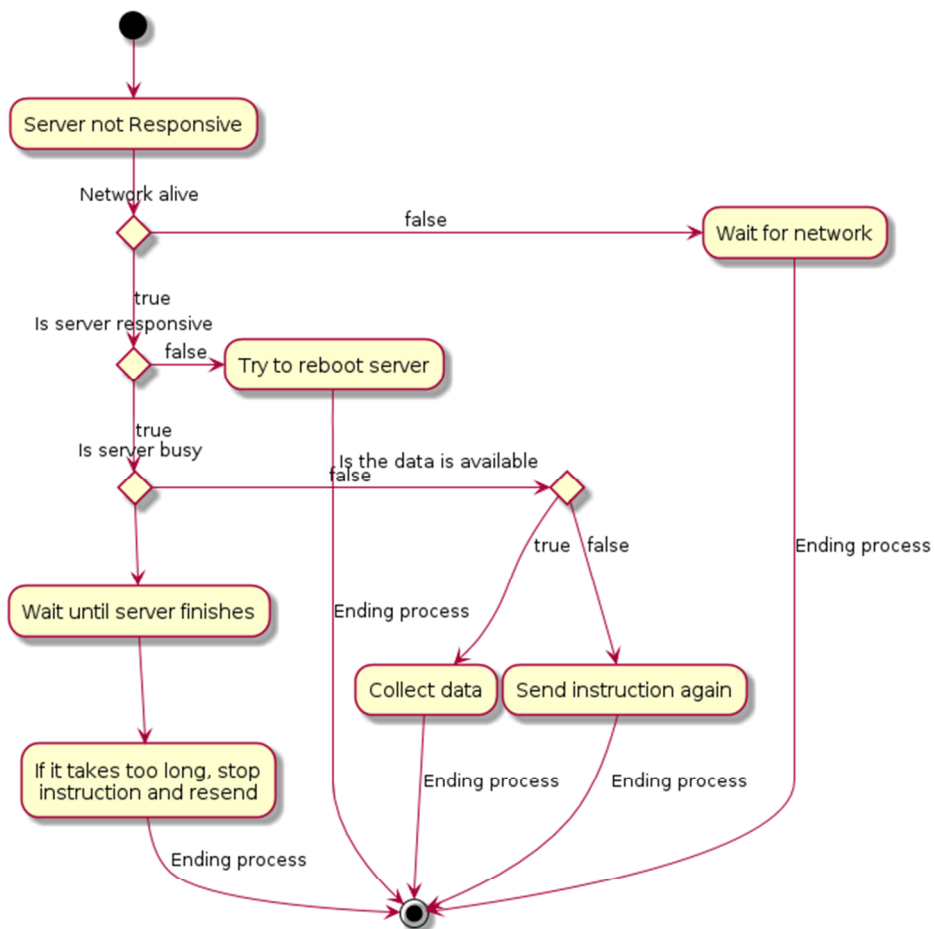 Server not Responsive
Network alive
false
Wait for network
true
Is server responsive
false
Try to reboot server
true
Is server busy
Is the data is available
false
true
false
Ending process
Wait until server finishes
Ending process
Collect data
Send instruction again
If it takes too long, stop
instruction and resend
Ending process
Ending process
Ending process